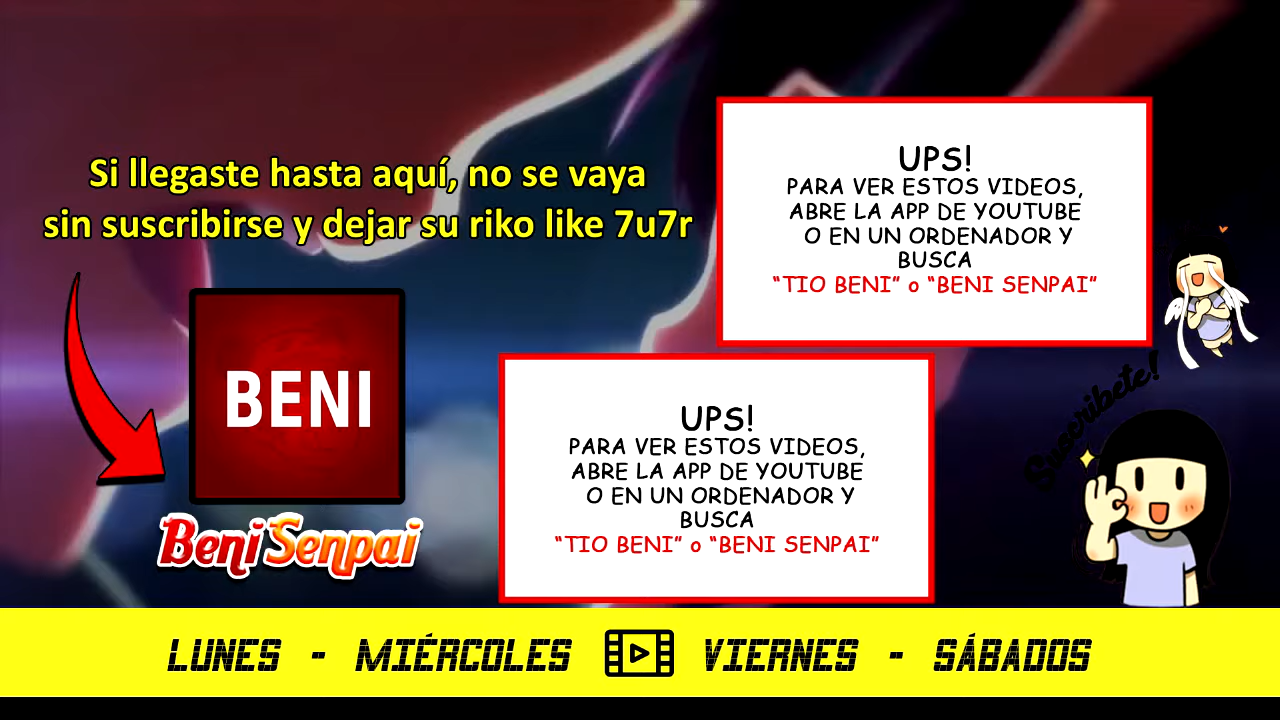 Si llegaste hasta aquí, no se vaya
sin suscribirse y dejar su riko like 7u7r
BENI
Beni Senpai
UPS!
PARA VER ESTOS VIDEOS,
ABRE LA APP DE YOUTUBE
O EN UN ORDENADOR Y
BUSCA
“TIO BENI” o “BENI SENPAI”
UPS!
PARA VER ESTOS VIDEOS,
ABRE LA APP DE YOUTUBE
O EN UN ORDENADOR Y
BUSCA
“TIO BENI” o “BENI SENPAI”
Suscribete!
LUNES - MIÉRCOLES VIERNES - SÁBADOS